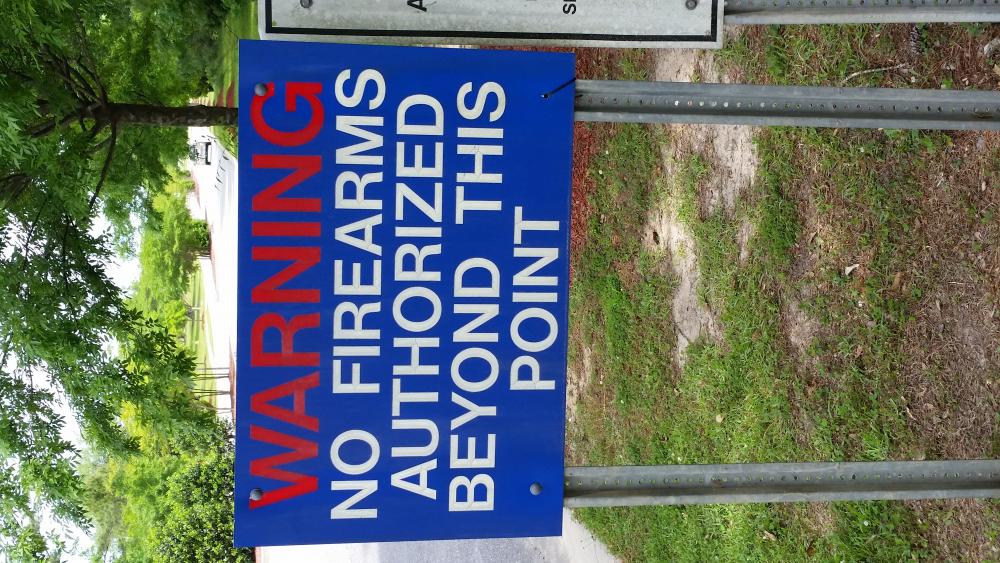 WARNING
NO FIREARMS
AUTHORIZED
BEYOND THIS
POINT